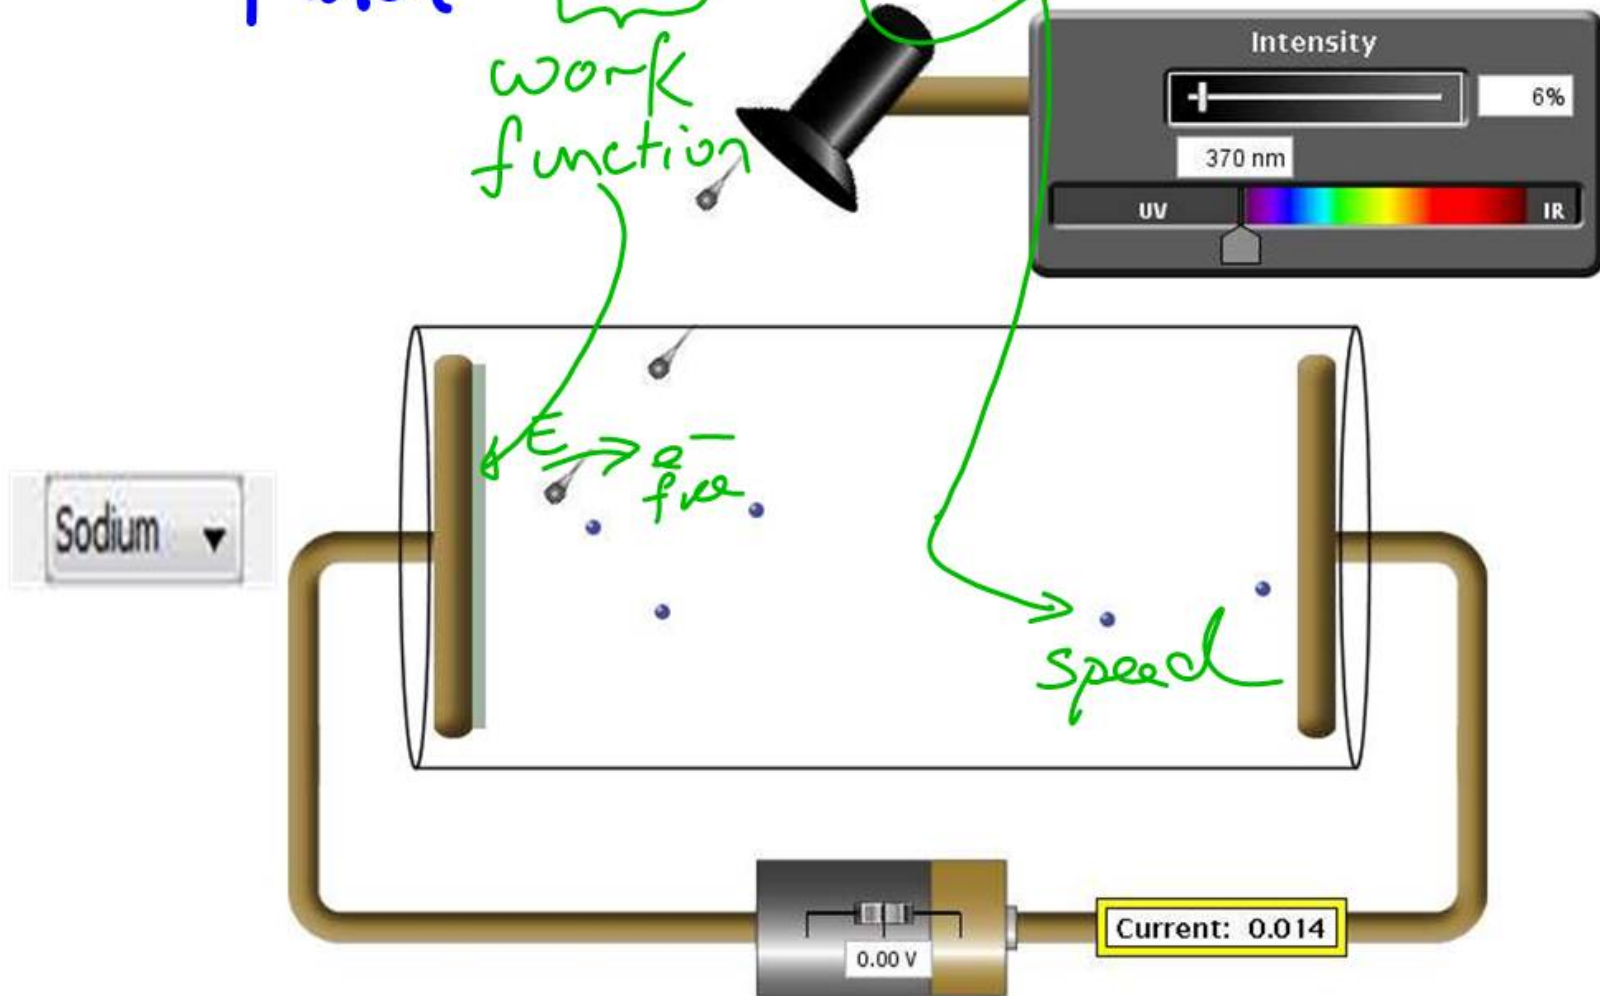 work
function
Intensity
6%
370 nm
UV
IR
E
e⁻
free
Sodium
speed
0.00 V
Current: 0.014